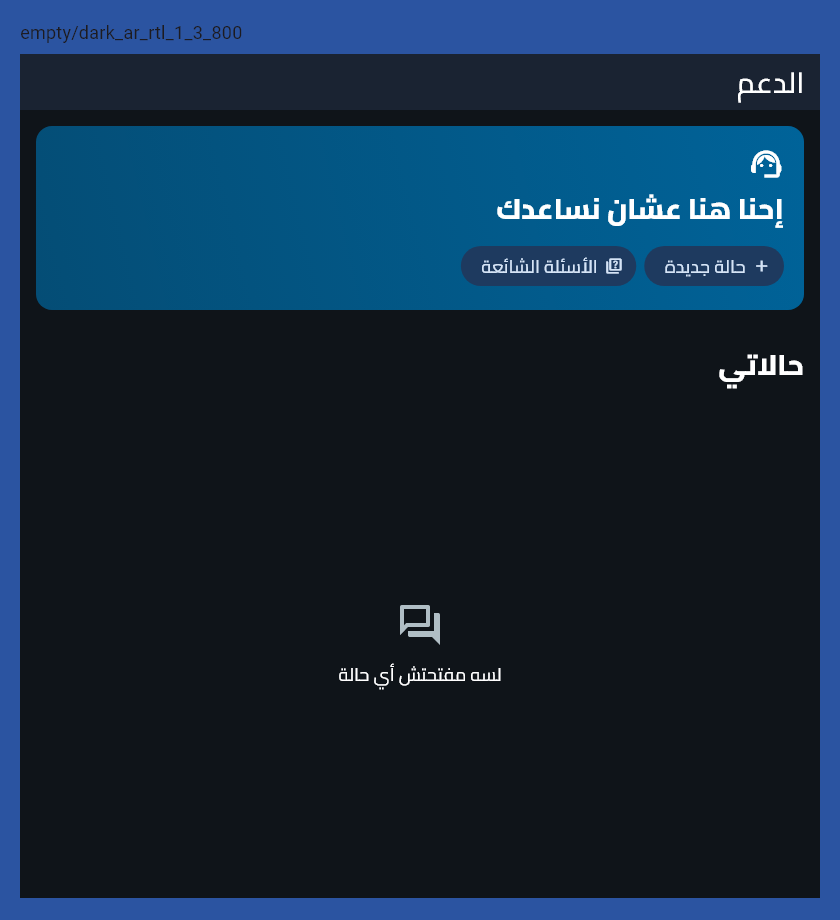 empty/dark_ar_rtl_1_3_800
الدعم
إحنا هنا عشان نساعدك
حالة جديدة
الأسئلة الشائعة
حالاتي
لسه مفتحتش أي حالة